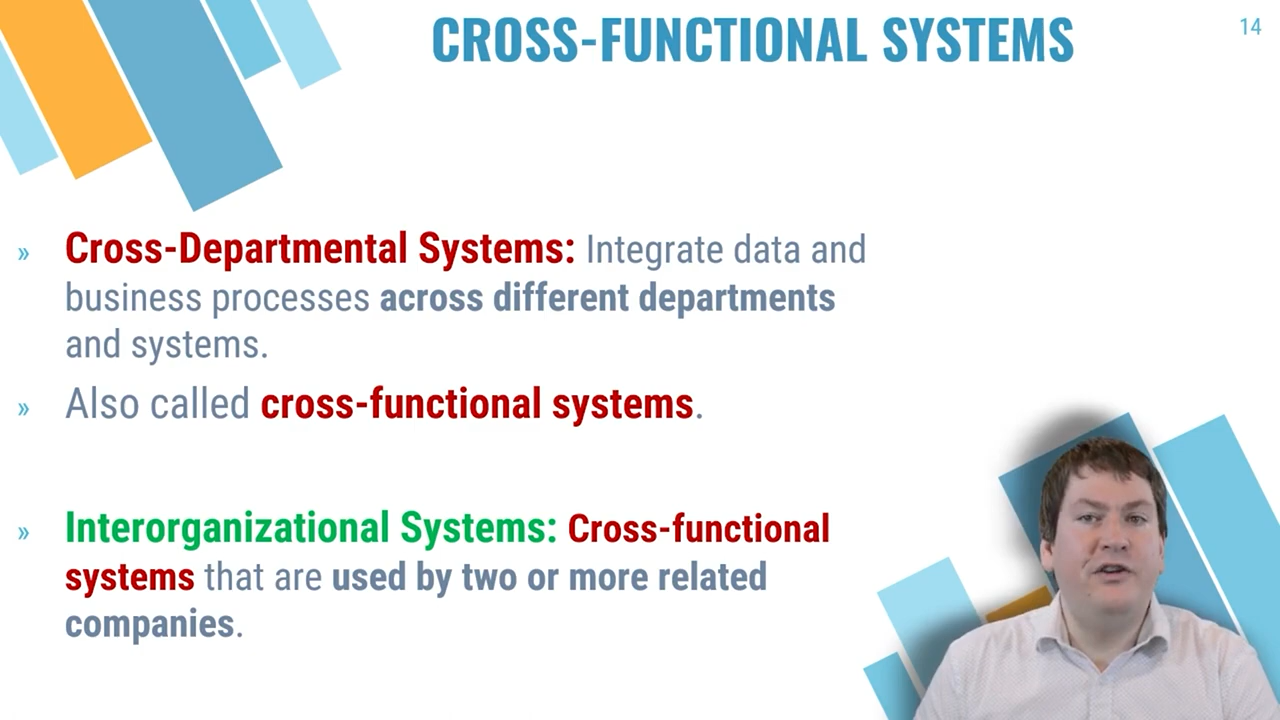 CROSS-FUNCTIONAL SYSTEMS
14
» Cross-Departmental Systems: Integrate data and
business processes across different departments
and systems.
» Also called cross-functional systems.
» Interorganizational Systems: Cross-functional
systems that are used by two or more related
companies.